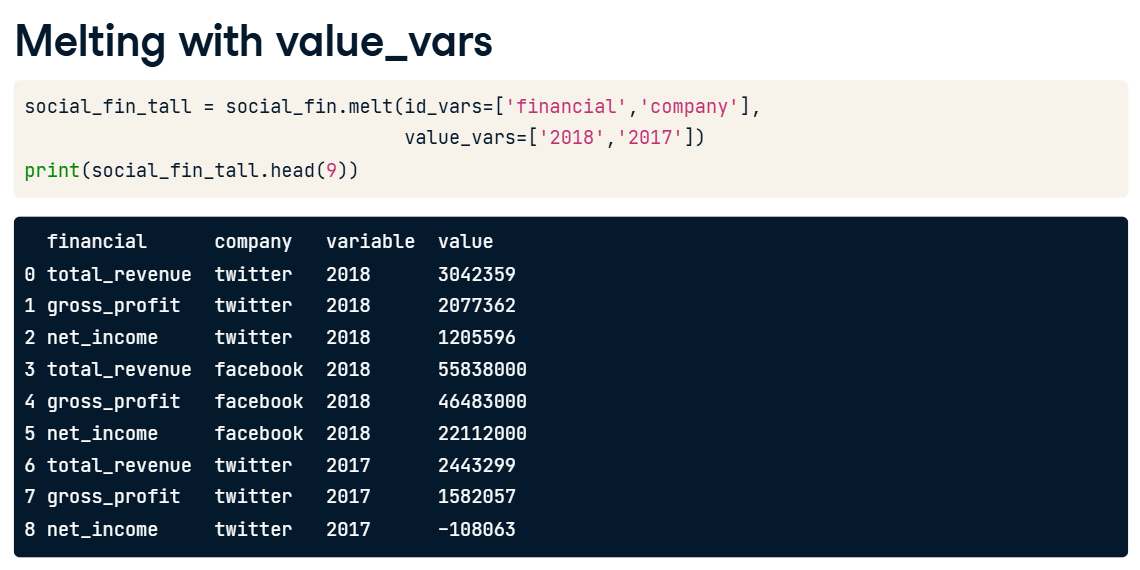 Melting with value_vars
social_fin_tall = social_fin.melt(id_vars=['financial','company'],
value_vars=['2018','2017'])
print(social_fin_tall.head(9))
financial company variable value
0 total_revenue twitter 2018 3042359
1 gross_profit twitter 2018 2077362
2 net_income twitter 2018 1205596
3 total_revenue facebook 2018 55838000
4 gross_profit facebook 2018 46483000
5 net_income facebook 2018 22112000
6 total_revenue twitter 2017 2443299
7 gross_profit twitter 2017 1582057
8 net_income twitter 2017 -108063